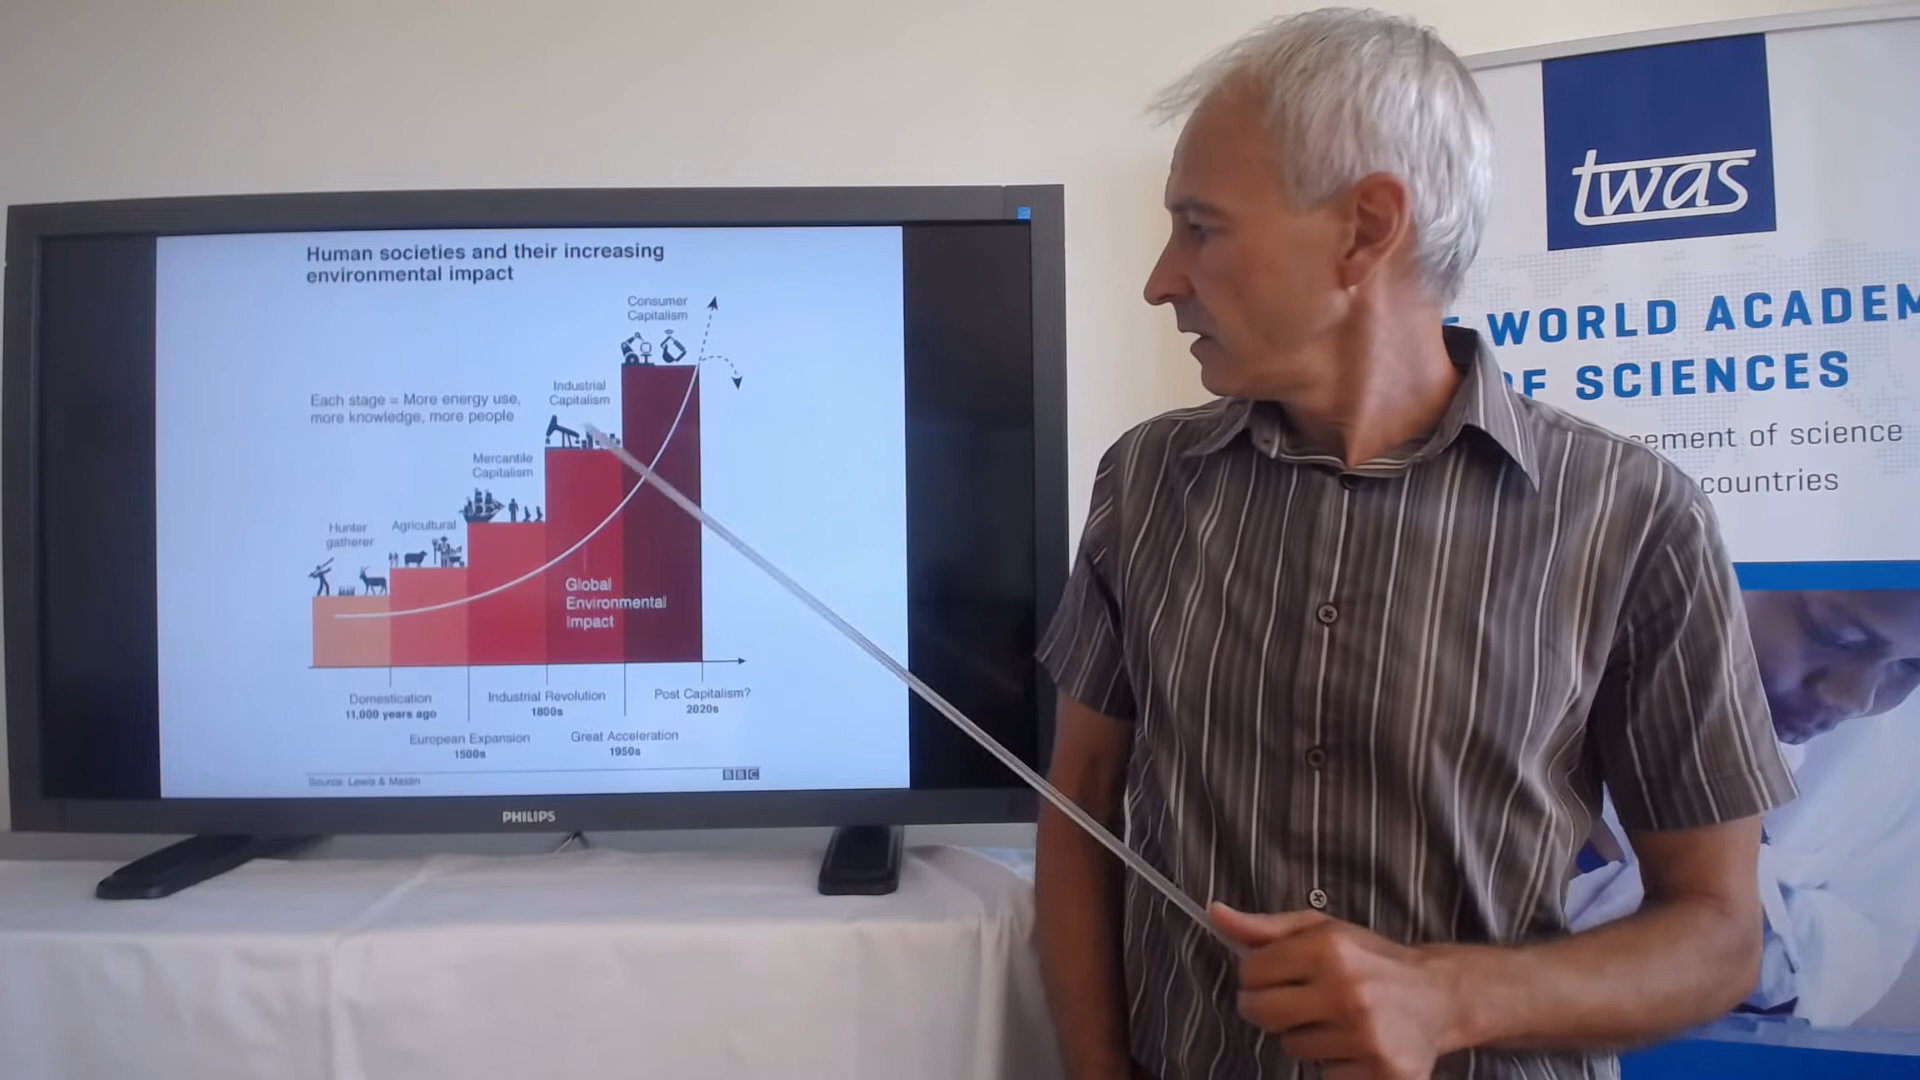 Human societies and their increasing
environmental impact
Consumer
Capitalism
Industrial
Capitalism
Each stage = More energy use,
more knowledge, more people
Mercantile
Capitalism
Hunter
gatherer
Agricultural
Global
Environmental
Impact
Domestication
11,000 years ago
Industrial Revolution
1800s
Post Capitalism?
2020s
European Expansion
1500s
Great Acceleration
1950s
Source: Lewis & Maslin
BBC
PHILIPS
twas
WORLD ACADEM
OF SCIENCES
cement of science
countries